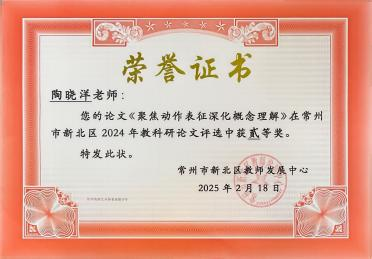 荣誉证书
陶晓洋老师：
您的论文《聚焦动作表征深化概念理解》在常州
市新北区2024年教科研论文评选中获贰等奖。
特发此状。
常州市新北区教师发展中心
2025年2月18日